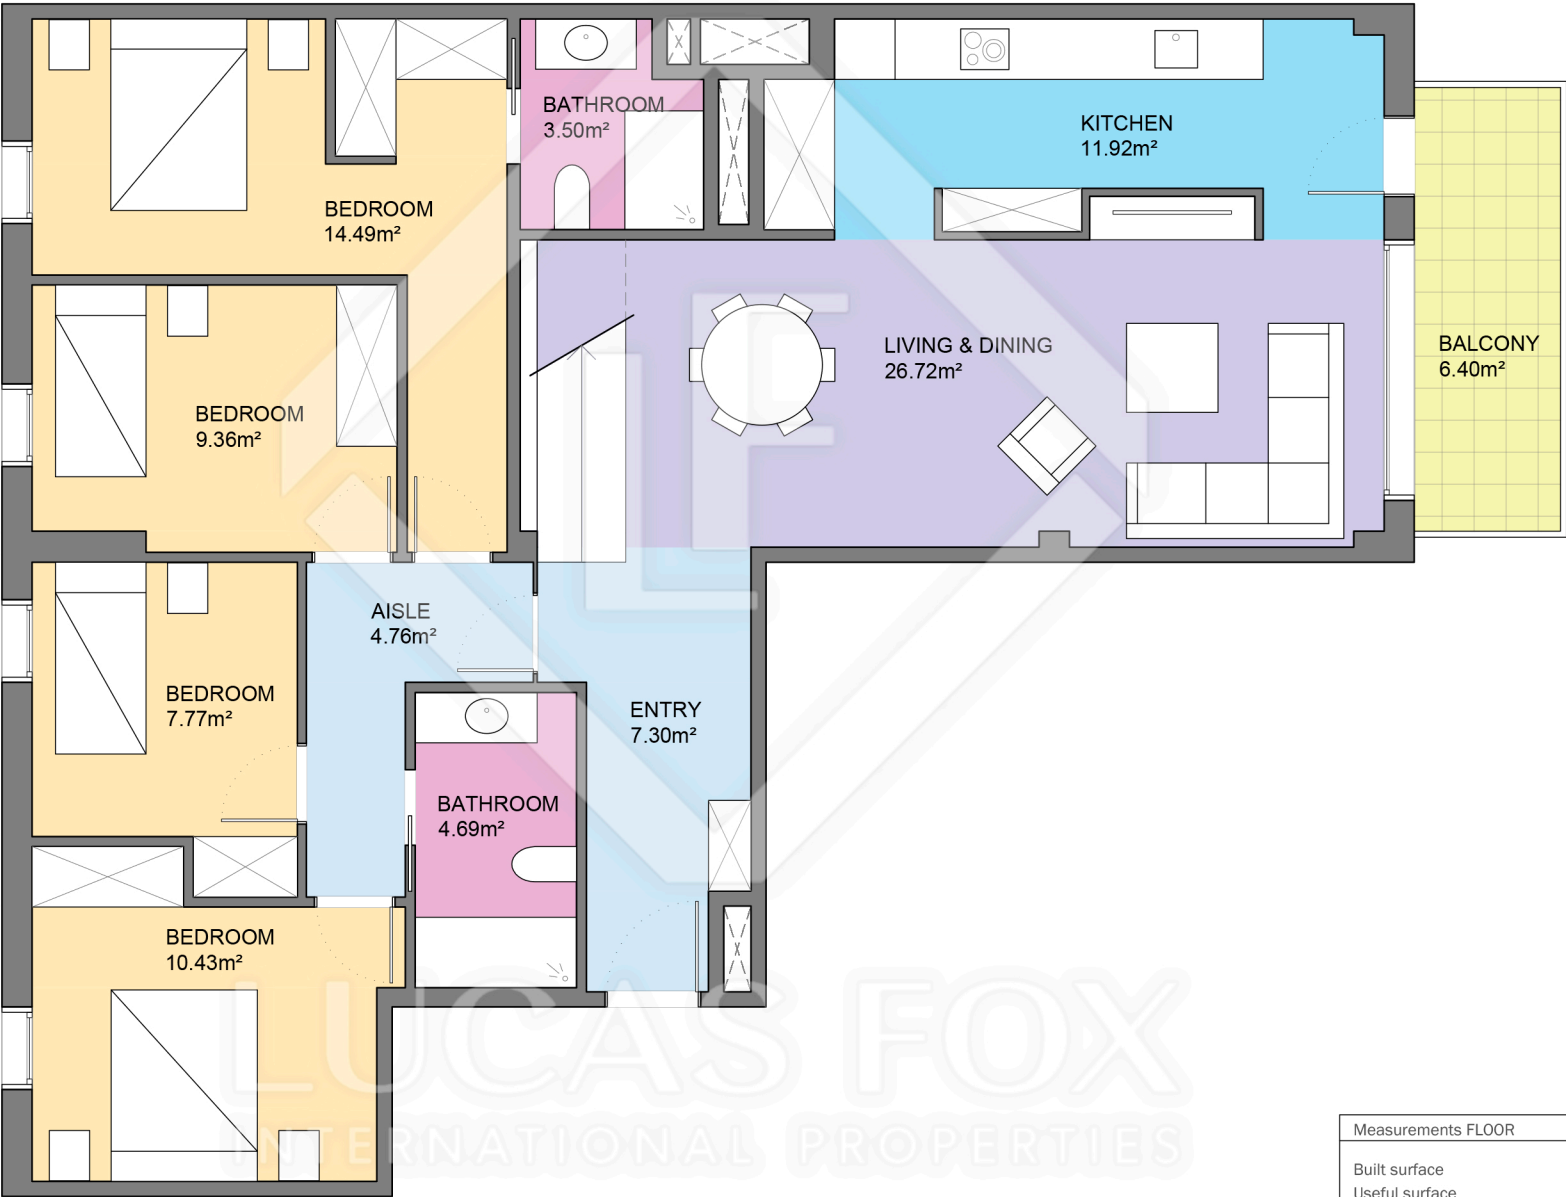 BATHROOM
3.50m²
KITCHEN
11.92m²
BEDROOM
14.49m²
LIVING & DINING
26.72m²
BALCONY
6.40m²
BEDROOM
9.36m²
AISLE
4.76m²
BEDROOM
7.77m²
ENTRY
7.30m²
BATHROOM
4.69m²
BEDROOM
10.43m²
LUCAS FOX
INTERNATIONAL PROPERTIES
Measurements FLOOR
Built surface
Useful surface